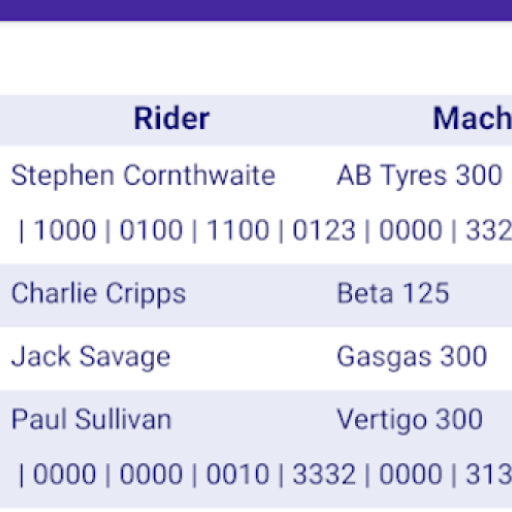 Rider Mach
Stephen Cornthwaite AB Tyres 300
| 1000 | 0100 | 1100 | 0123 | 0000 | 332
Charlie Cripps Beta 125
Jack Savage Gasgas 300
Paul Sullivan Vertigo 300
| 0000 | 0000 | 0010 | 3332 | 0000 | 313